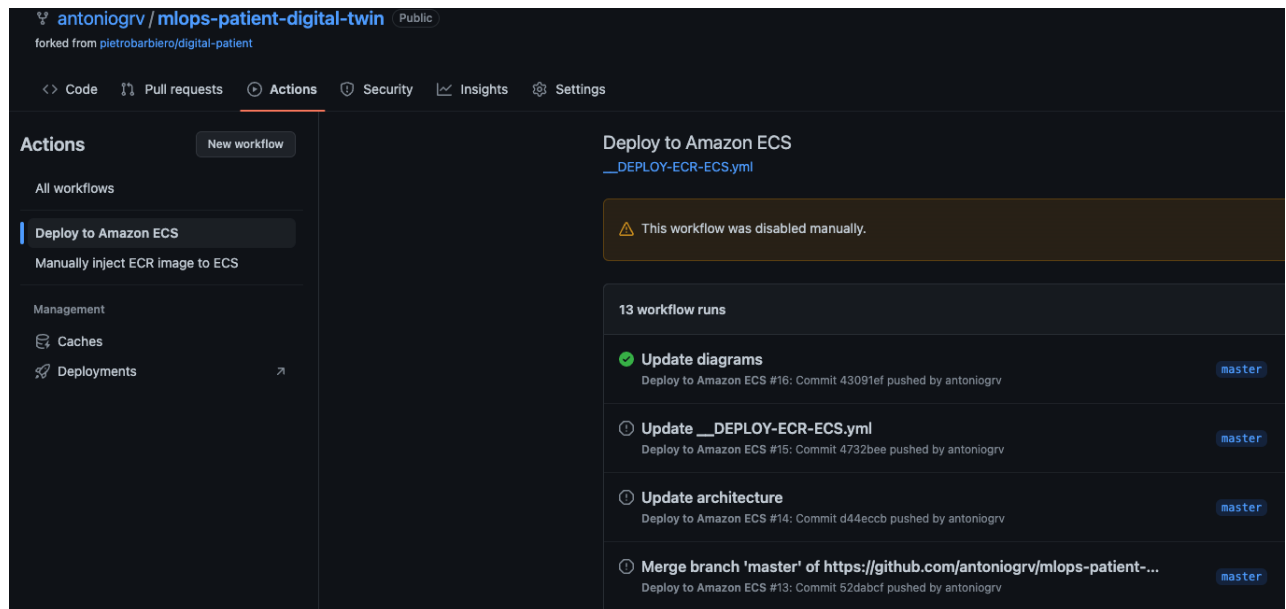 antoniogrv / mlops-patient-digital-twin Public
forked from pietrobarbiero/digital-patient
Code Pull requests Actions Security Insights Settings
Actions New workflow
All workflows
Deploy to Amazon ECS
Manually inject ECR image to ECS
Management
Caches
Deployments
Deploy to Amazon ECS
__DEPLOY-ECR-ECS.yml
This workflow was disabled manually.
13 workflow runs
Update diagrams
Deploy to Amazon ECS #16: Commit 43091ef pushed by antoniogrv
master
Update __DEPLOY-ECR-ECS.yml
Deploy to Amazon ECS #15: Commit 4732bee pushed by antoniogrv
master
Update architecture
Deploy to Amazon ECS #14: Commit d44eccb pushed by antoniogrv
master
Merge branch 'master' of https://github.com/antoniogrv/mlops-patient-...
Deploy to Amazon ECS #13: Commit 52dabcf pushed by antoniogrv
master